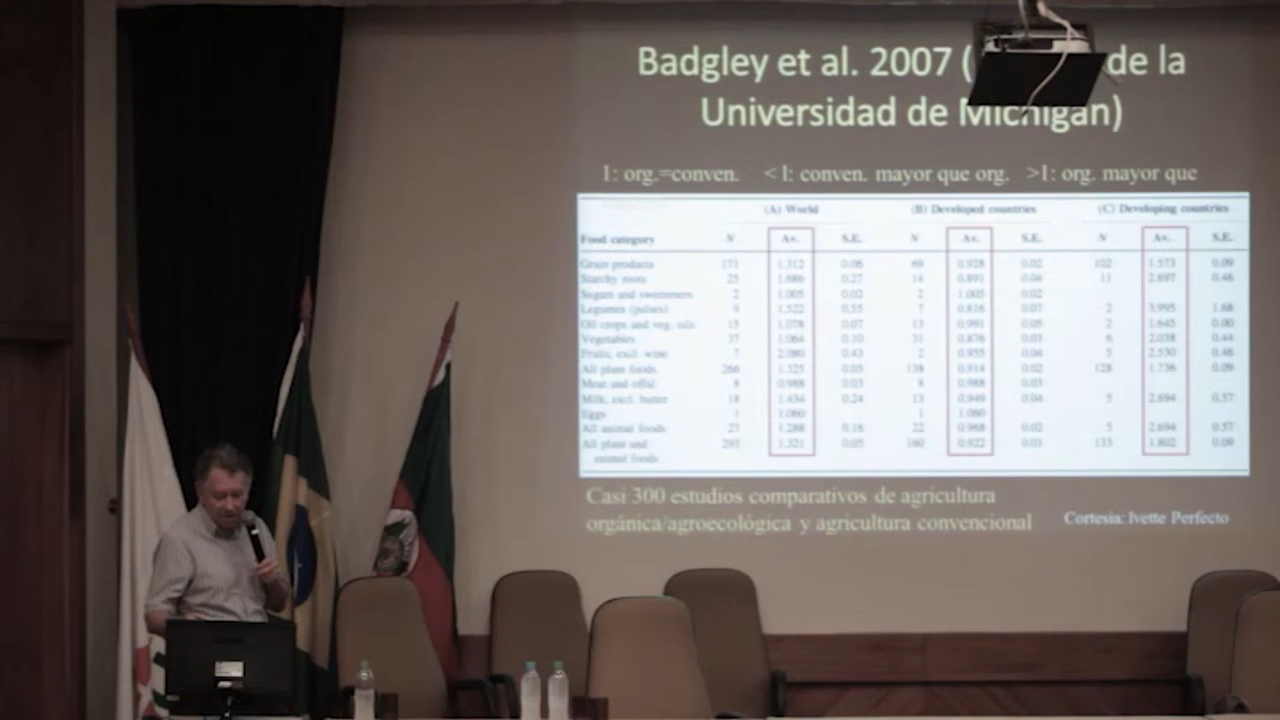 Badgley et al. 2007 ( de la
Universidad de Michigan)
1: org.=conven. < 1: conven. mayor que org. >1: org. mayor que
(A) World (B) Developed countries (C) Developing countries
Food category N Av. S.E. N Av. S.E. N Av. S.E.
Grain products 171 1.312 0.06 69 0.928 0.02 102 1.573 0.09
Starchy roots 25 1.686 0.27 14 0.891 0.04 11 2.697 0.46
Sugars and sweeteners 2 1.005 0.02 2 1.005 0.02
Legumes (pulses) 9 1.522 0.55 7 0.816 0.07 2 3.995 1.68
Oil crops and veg. oils 15 1.078 0.07 13 0.991 0.05 2 1.645 0.00
Vegetables 37 1.064 0.10 31 0.876 0.03 6 2.038 0.44
Fruits, excl. wine 7 2.080 0.43 2 0.955 0.04 5 2.530 0.46
All plant foods 266 1.325 0.05 138 0.914 0.02 128 1.736 0.09
Meat and offal 8 0.988 0.03 8 0.988 0.03
Milk, excl. butter 18 1.434 0.24 13 0.949 0.04 5 2.694 0.57
Eggs 1 1.060 1 1.060
All animal foods 27 1.288 0.16 22 0.968 0.02 5 2.694 0.57
All plant and 293 1.321 0.05 160 0.922 0.01 133 1.802 0.09
animal foods
Casi 300 estudios comparativos de agricultura
orgánica/agroecológica y agricultura convencional
Cortesia: Ivette Perfecto